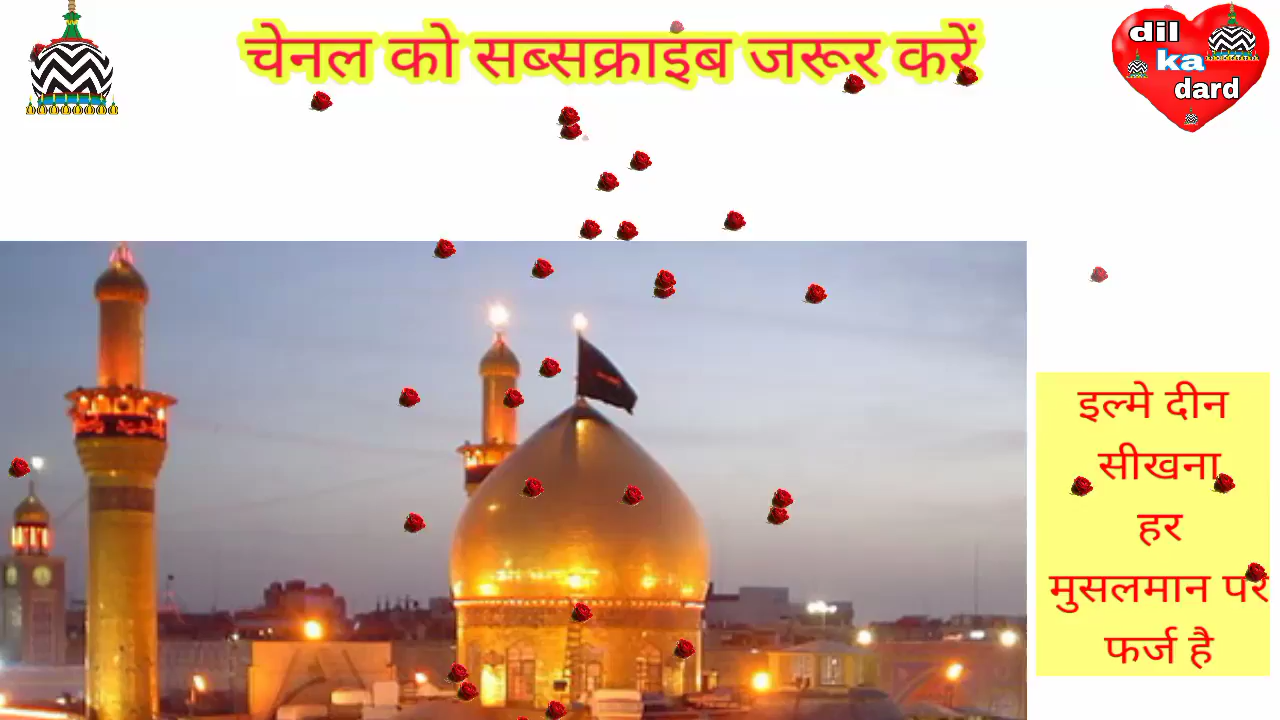 चेनल को सब्सक्राइब जरूर करें
dil
ka
dard
इल्मे दीन
सीखना
हर
मुसलमान पर
फर्ज है